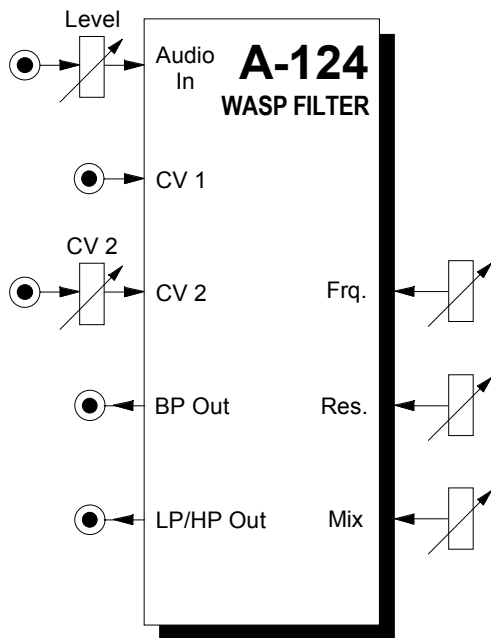 Level
Audio
In
A-124
WASP FILTER
CV 1
CV 2
CV 2
Frq.
BP Out
Res.
LP/HP Out
Mix